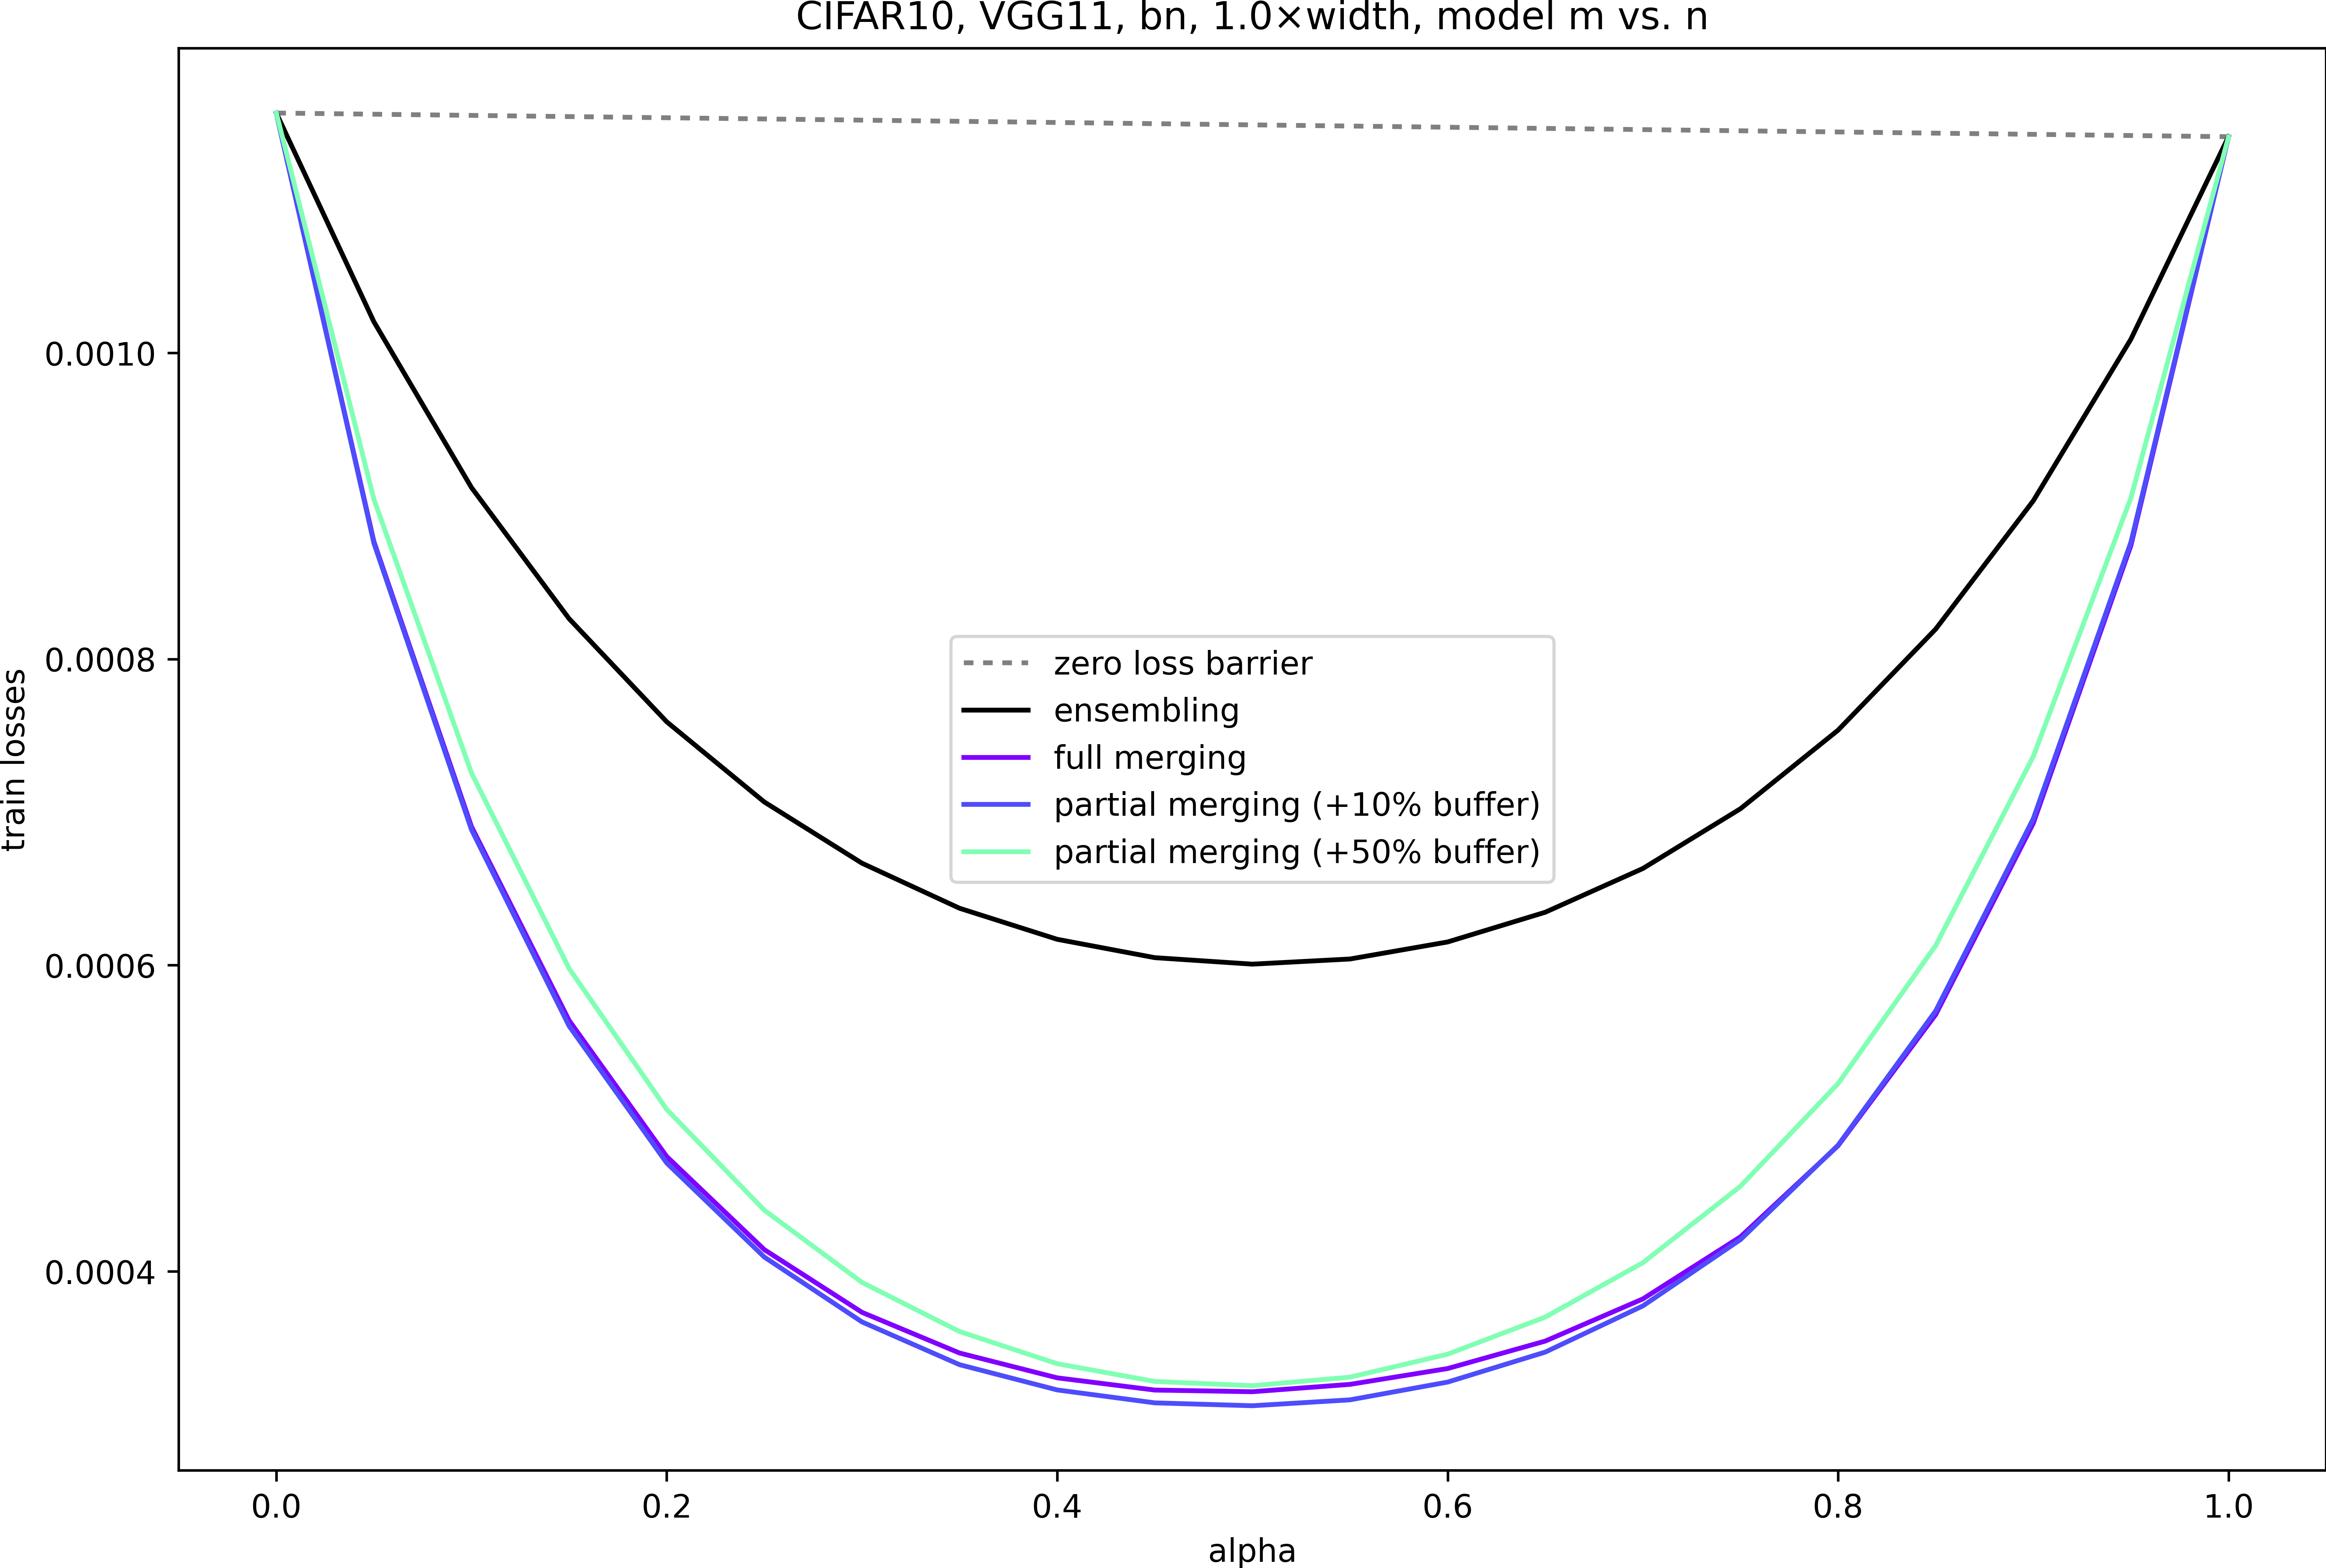 CIFAR10, VGG11, bn, 1.0×width, model m vs. n
train losses
0.0010
0.0008
0.0006
0.0004
zero loss barrier
ensembling
full merging
partial merging (+10% buffer)
partial merging (+50% buffer)
0.0 0.2 0.4 0.6 0.8 1.0
alpha